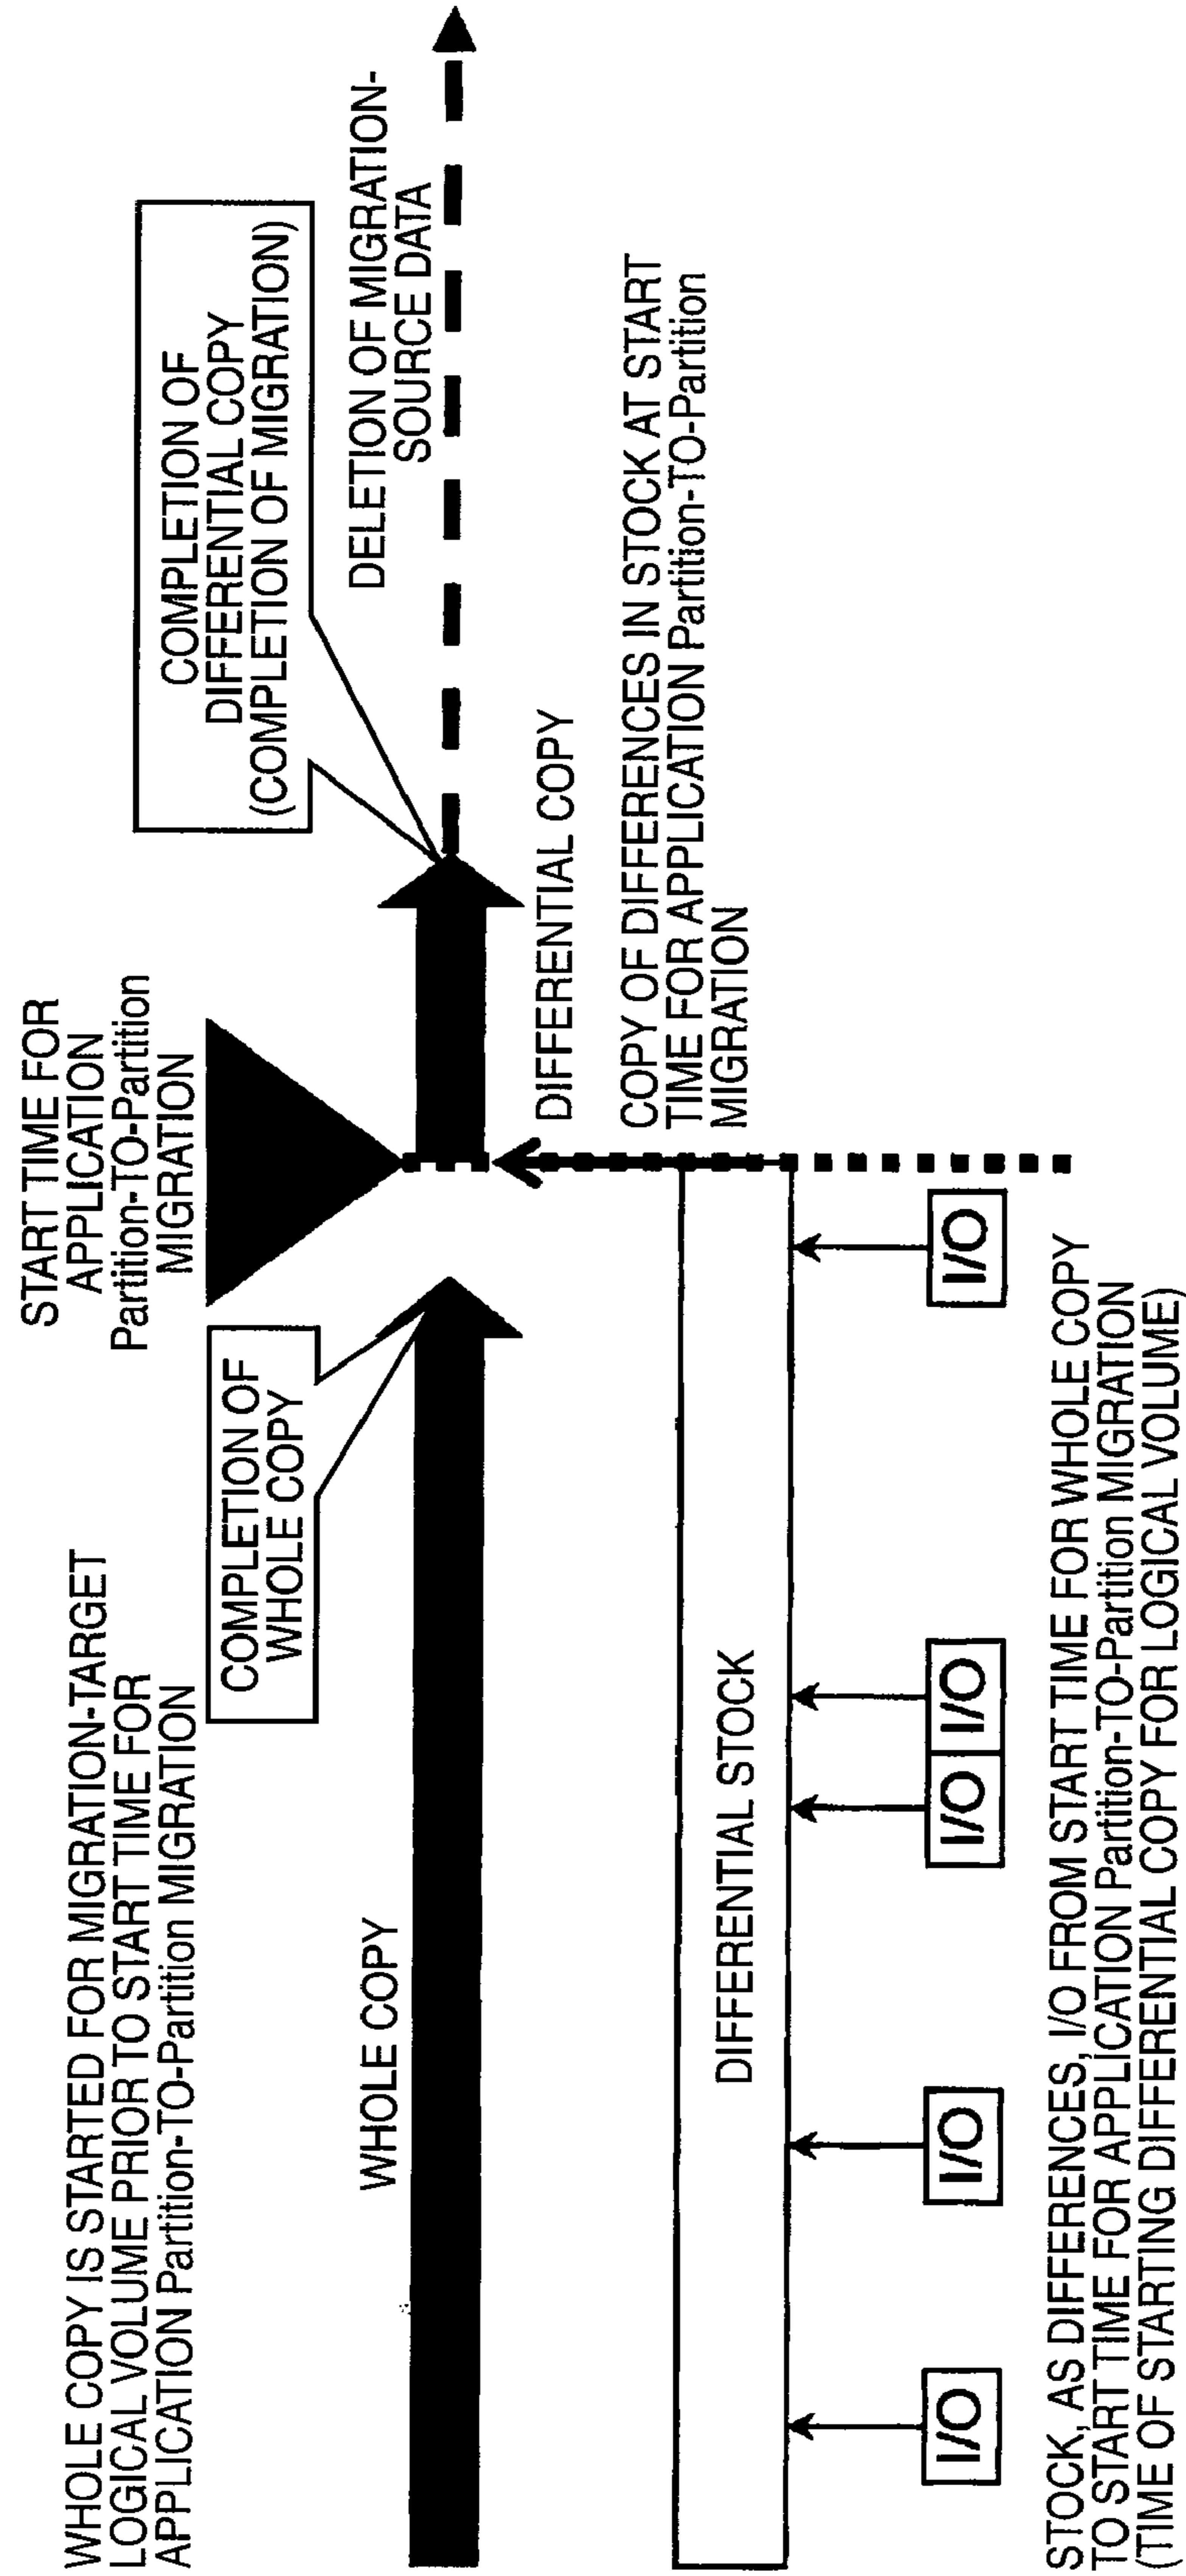 WHOLE COPY IS STARTED FOR MIGRATION-TARGET
LOGICAL VOLUME PRIOR TO START TIME FOR
APPLICATION Partition-TO-Partition MIGRATION
START TIME FOR
APPLICATION
Partition-TO-Partition
MIGRATION
COMPLETION OF
WHOLE COPY
COMPLETION OF
DIFFERENTIAL COPY
(COMPLETION OF MIGRATION)
WHOLE COPY
DELETION OF MIGRATION-
SOURCE DATA
DIFFERENTIAL COPY
COPY OF DIFFERENCES IN STOCK AT START
TIME FOR APPLICATION Partition-TO-Partition
MIGRATION
DIFFERENTIAL STOCK
I/O
I/O
I/O
I/O
I/O
STOCK, AS DIFFERENCES, I/O FROM START TIME FOR WHOLE COPY
TO START TIME FOR APPLICATION Partition-TO-Partition MIGRATION
(TIME OF STARTING DIFFERENTIAL COPY FOR LOGICAL VOLUME)